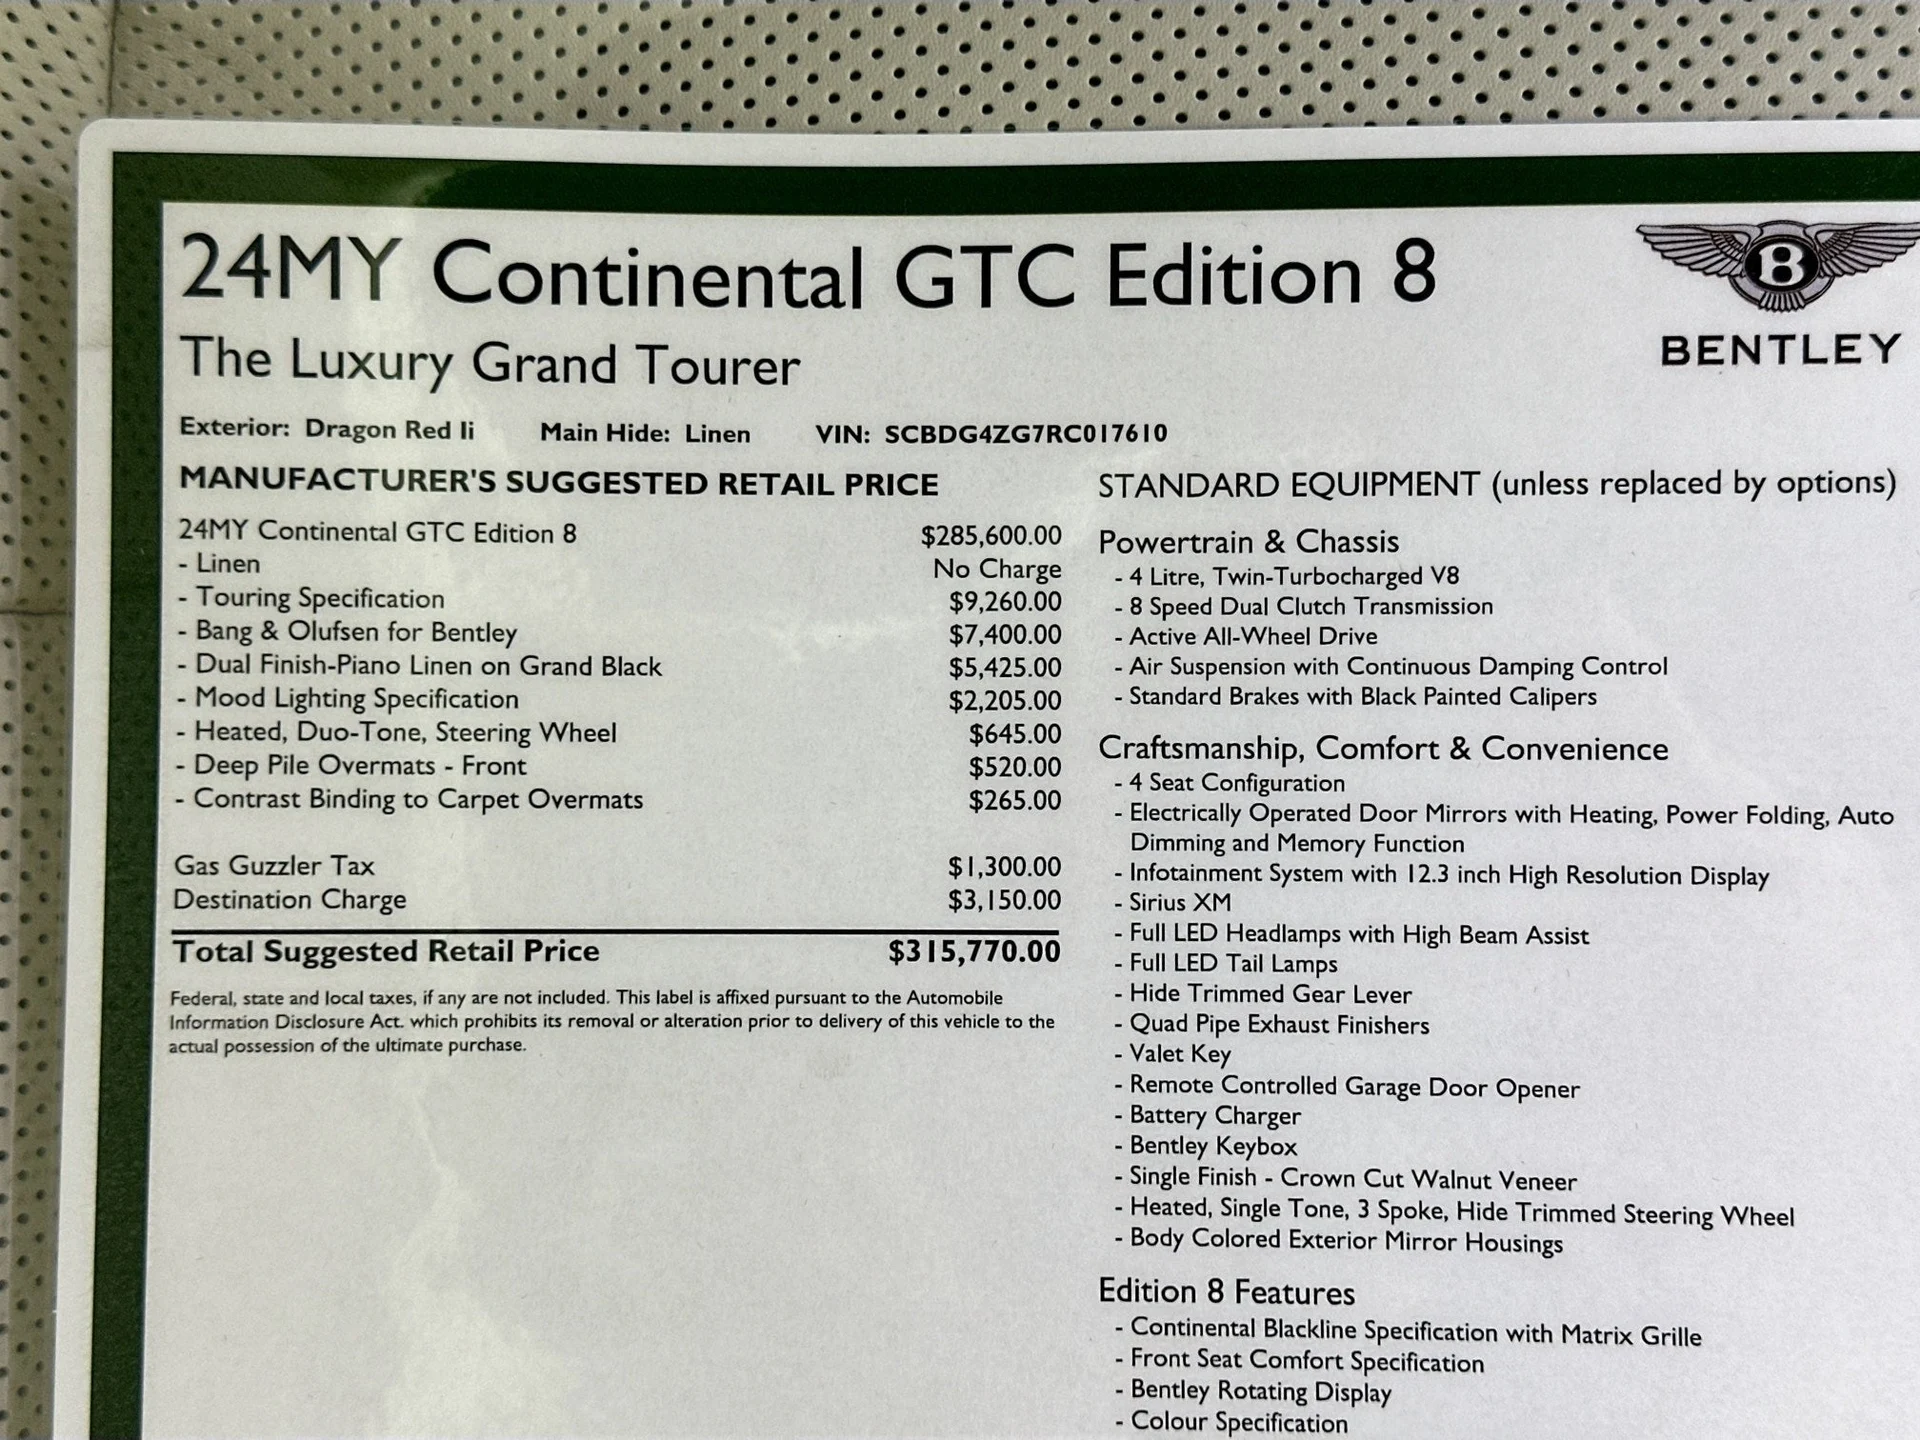 24MY Continental GTC Edition 8
The Luxury Grand Tourer
B
BENTLEY
Exterior: Dragon Red Ii Main Hide: Linen VIN: SCBDG4ZG7RC017610
MANUFACTURER'S SUGGESTED RETAIL PRICE
24MY Continental GTC Edition 8 $285,600.00
- Linen No Charge
- Touring Specification $9,260.00
- Bang & Olufsen for Bentley $7,400.00
- Dual Finish-Piano Linen on Grand Black $5,425.00
- Mood Lighting Specification $2,205.00
- Heated, Duo-Tone, Steering Wheel $645.00
- Deep Pile Overmats - Front $520.00
- Contrast Binding to Carpet Overmats $265.00
Gas Guzzler Tax $1,300.00
Destination Charge $3,150.00
Total Suggested Retail Price $315,770.00
Federal, state and local taxes, if any are not included. This label is affixed pursuant to the Automobile
Information Disclosure Act. which prohibits its removal or alteration prior to delivery of this vehicle to the
actual possession of the ultimate purchase.
STANDARD EQUIPMENT (unless replaced by options)
Powertrain & Chassis
- 4 Litre, Twin-Turbocharged V8
- 8 Speed Dual Clutch Transmission
- Active All-Wheel Drive
- Air Suspension with Continuous Damping Control
- Standard Brakes with Black Painted Calipers
Craftsmanship, Comfort & Convenience
- 4 Seat Configuration
- Electrically Operated Door Mirrors with Heating, Power Folding, Auto
Dimming and Memory Function
- Infotainment System with 12.3 inch High Resolution Display
- Sirius XM
- Full LED Headlamps with High Beam Assist
- Full LED Tail Lamps
- Hide Trimmed Gear Lever
- Quad Pipe Exhaust Finishers
- Valet Key
- Remote Controlled Garage Door Opener
- Battery Charger
- Bentley Keybox
- Single Finish - Crown Cut Walnut Veneer
- Heated, Single Tone, 3 Spoke, Hide Trimmed Steering Wheel
- Body Colored Exterior Mirror Housings
Edition 8 Features
- Continental Blackline Specification with Matrix Grille
- Front Seat Comfort Specification
- Bentley Rotating Display
- Colour Specification